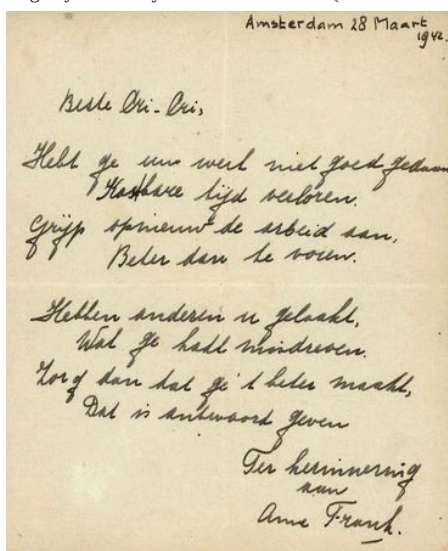 Amsterdam 28 Maart
1942.
Beste Cri-Cri,
Hebt ge uw werk niet goed gedaan
Kostbare tijd verloren.
Grijp opnieuw de arbeid aan,
Beter dan te voren.
Hebben anderen u gelaakt,
Wat ge hadt misdreven.
Zorg dan dat ge't beter maakt,
Dat is antwoord geven
Ter herinnering
aan
Anne Frank.